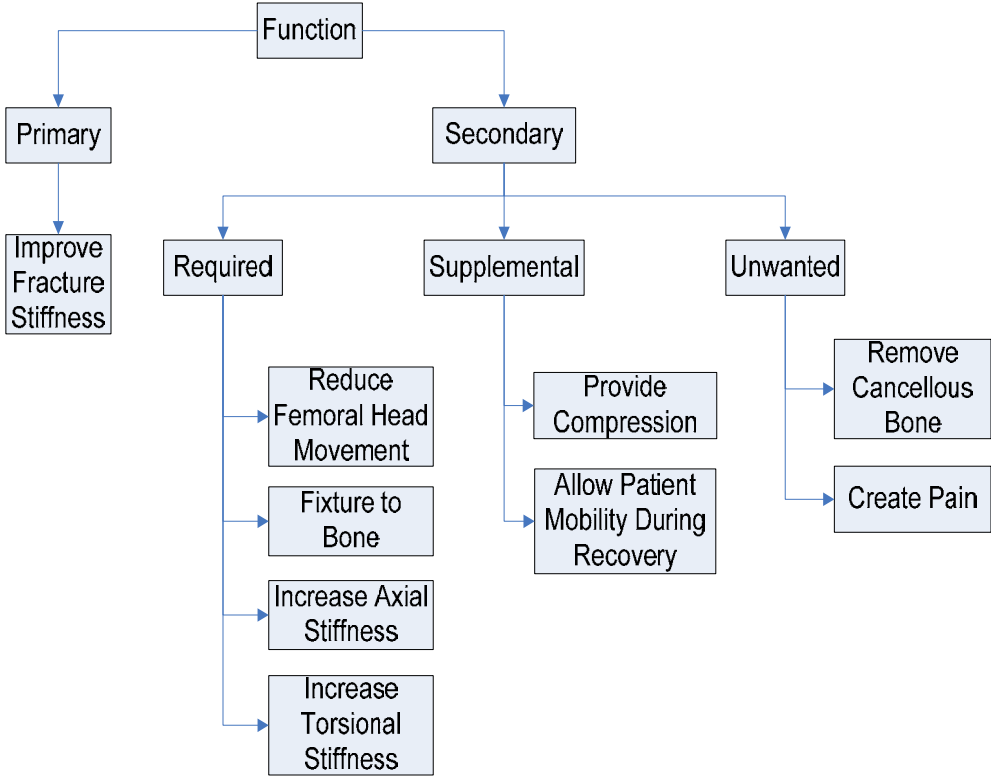 Function
Primary
Secondary
Improve
Fracture
Stiffness
Required
Supplemental
Unwanted
Reduce
Femoral Head
Movement
Fixture to
Bone
Increase Axial
Stiffness
Increase
Torsional
Stiffness
Provide
Compression
Allow Patient
Mobility During
Recovery
Remove
Cancellous
Bone
Create Pain